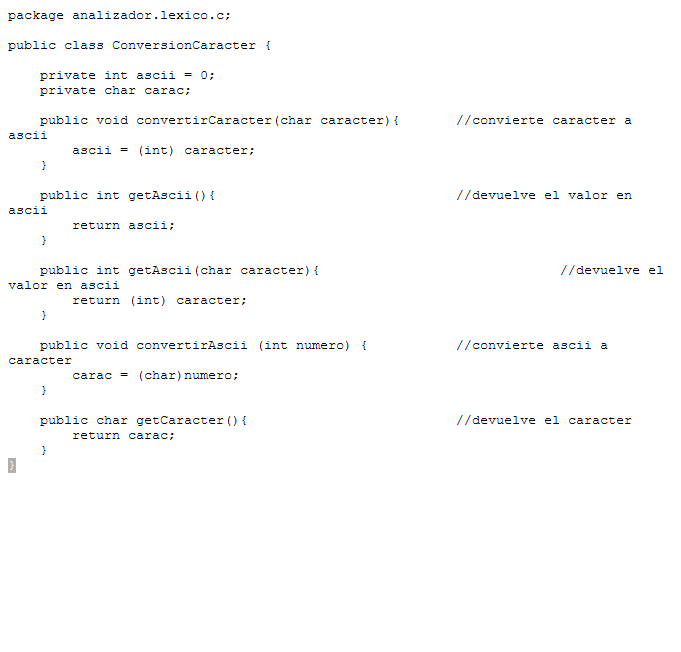 package analizador.lexico.c;
public class ConversionCaracter {
private int ascii = 0;
private char carac;
public void convertirCaracter(char caracter){ //convierte caracter a
ascii
ascii = (int) caracter;
}
public int getAscii(){ //devuelve el valor en
ascii
return ascii;
}
public int getAscii(char caracter){ //devuelve el
valor en ascii
return (int) caracter;
}
public void convertirAscii (int numero) { //convierte ascii a
caracter
carac = (char)numero;
}
public char getCaracter(){ //devuelve el caracter
return carac;
}
}